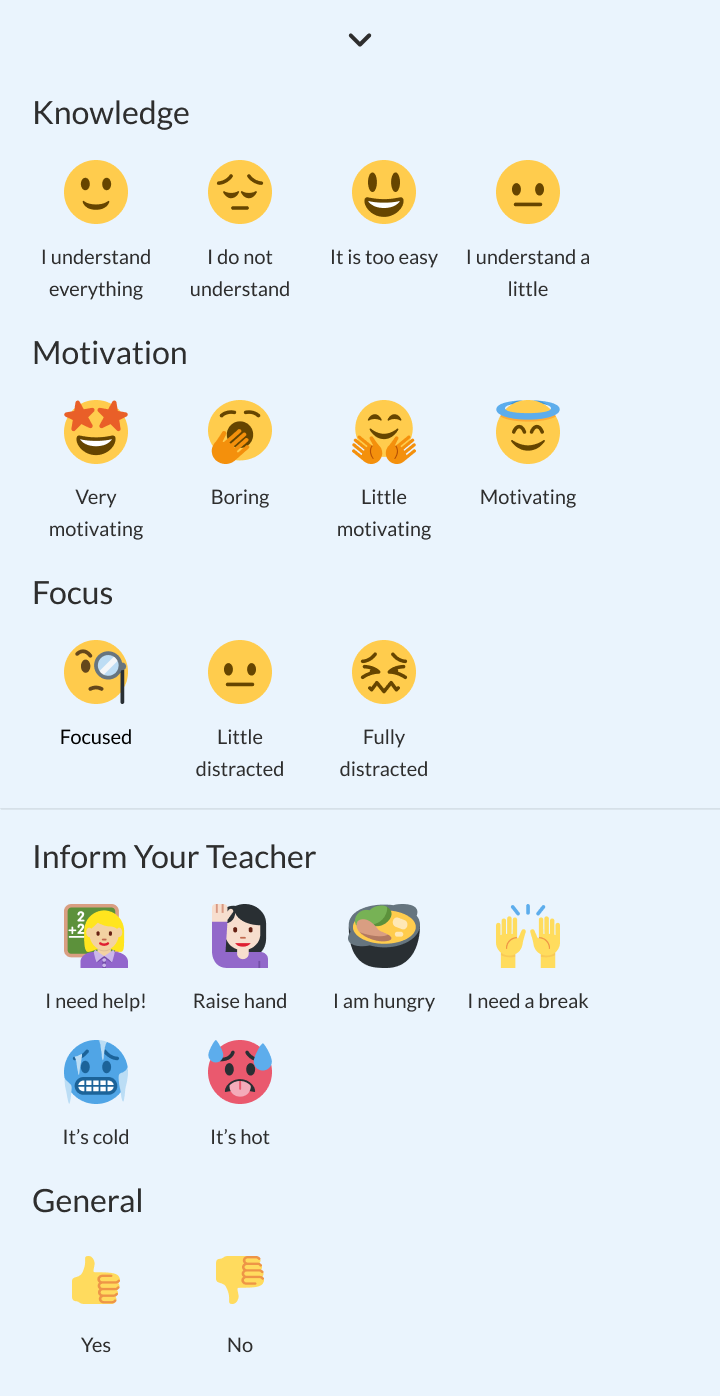 Knowledge
I understand everything
I do not understand
It is too easy
I understand a little
Motivation
Very motivating
Boring
Little motivating
Motivating
Focus
Focused
Little distracted
Fully distracted
Inform Your Teacher
2
+2
I need help!
Raise hand
I am hungry
I need a break
It’s cold
It’s hot
General
Yes
No